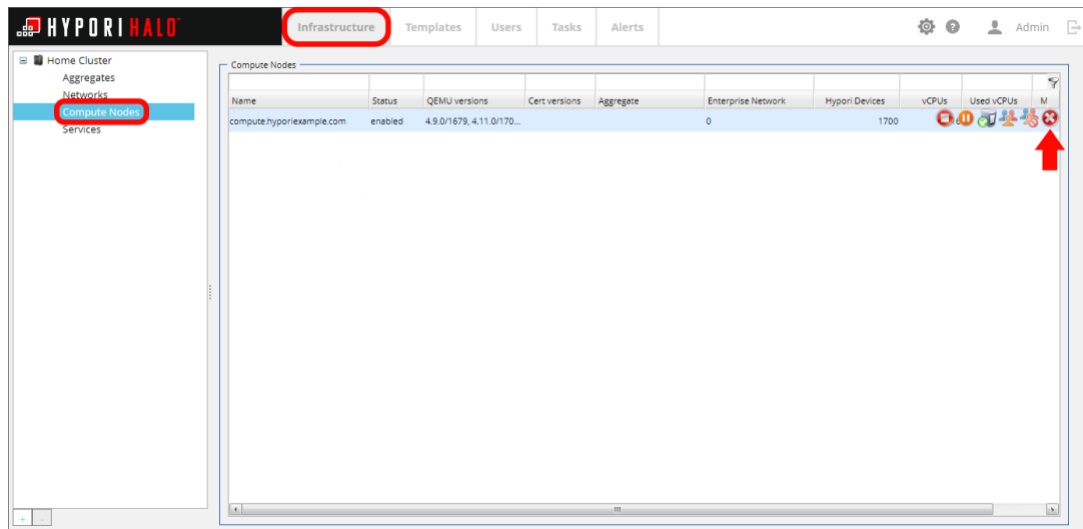 HYPORI HALO
Infrastructure Templates Users Tasks Alerts Admin
Home Cluster
Aggregates
Networks
Compute Nodes
Services
Compute Nodes
Name Status QEMU versions Cert versions Aggregate Enterprise Network Hypori Devices vCPUs Used vCPUs M
compute.hyporiexample.com enabled 4.9.0/1679, 4.11.0/170... 0 1700